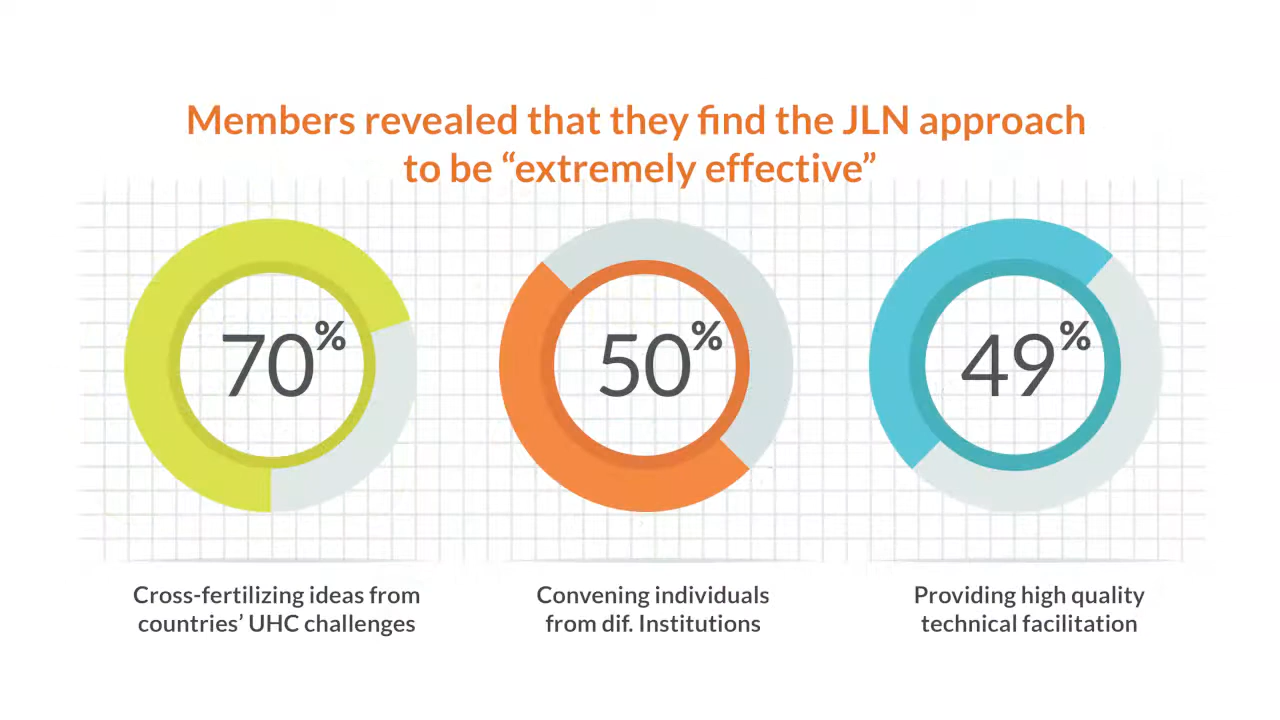 Members revealed that they find the JLN approach
to be “extremely effective”
70%
50%
49%
Cross-fertilizing ideas from
countries’ UHC challenges
Convening individuals
from dif. Institutions
Providing high quality
technical facilitation